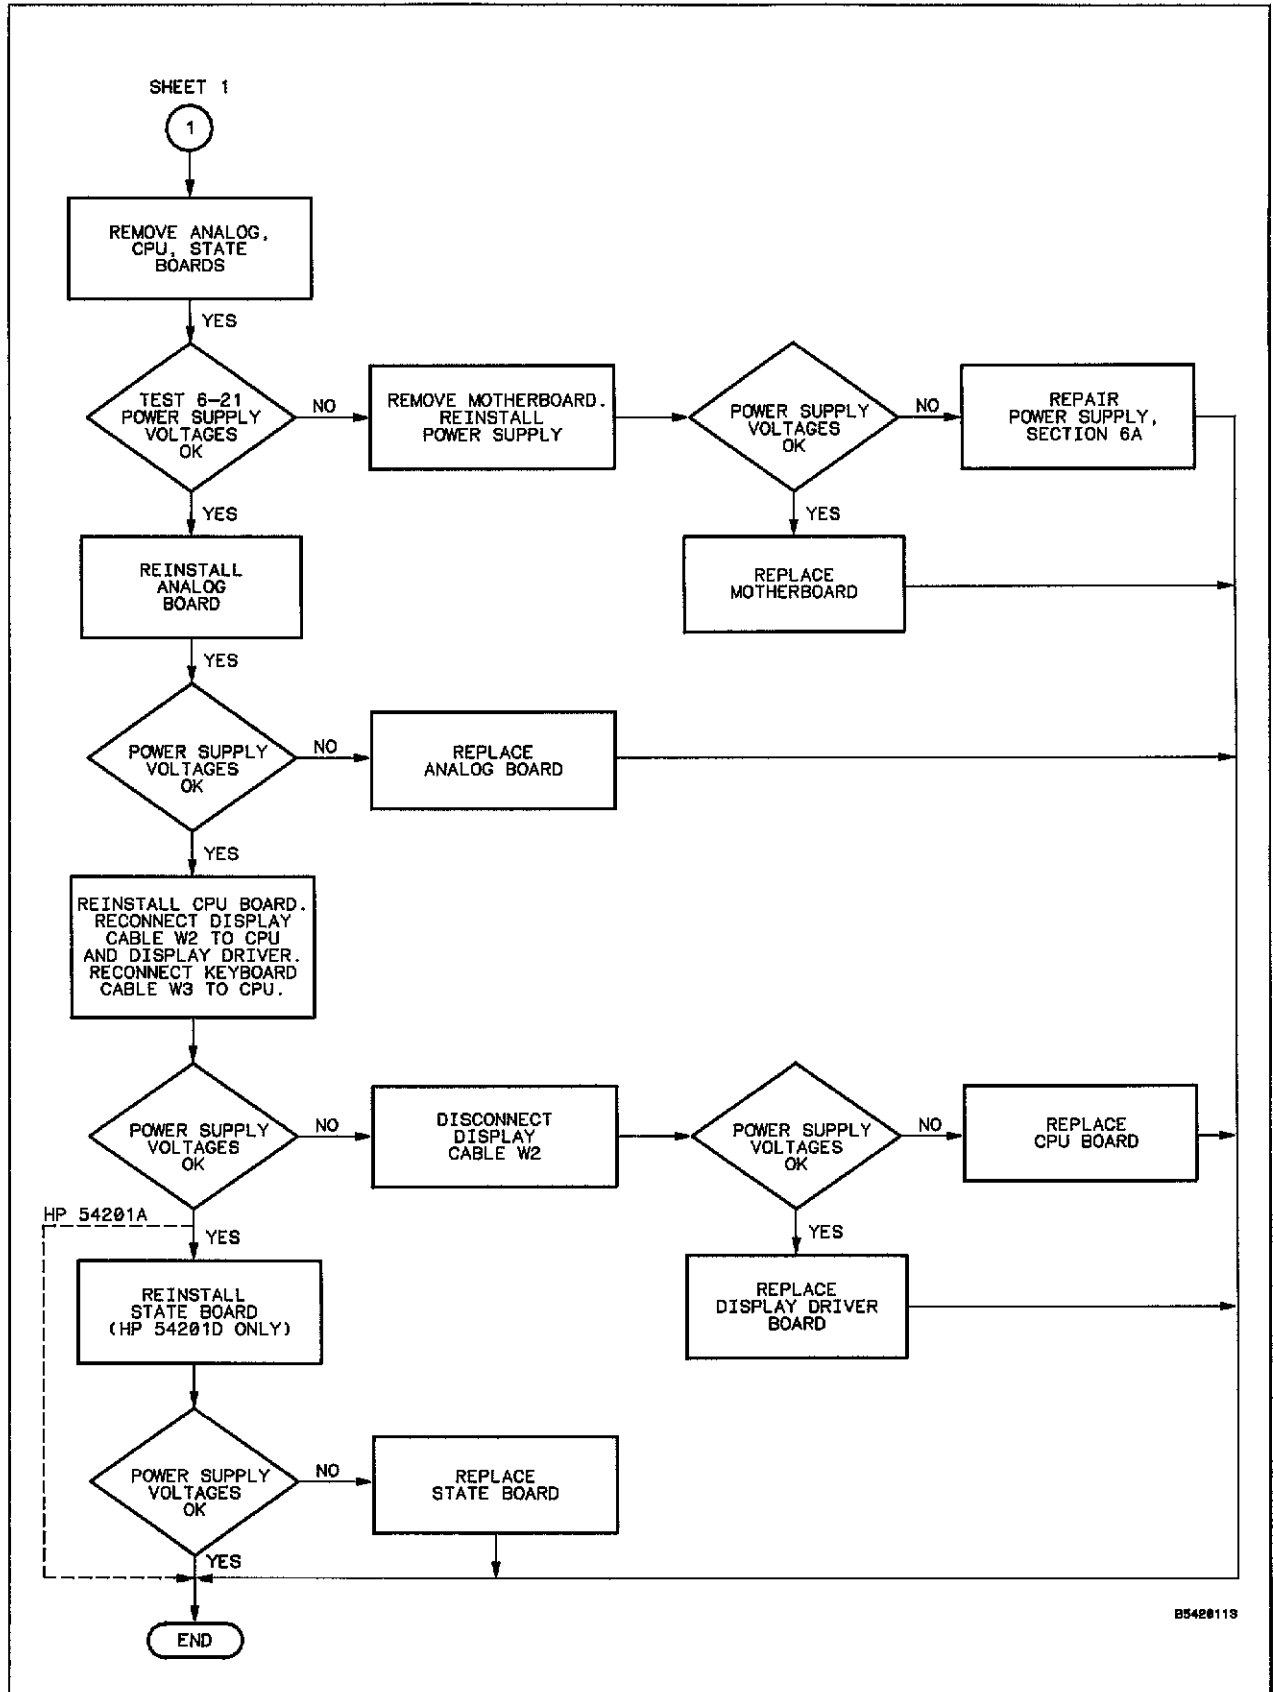 SHEET 1
1
REMOVE ANALOG,
CPU, STATE
BOARDS
YES
TEST 6-21
POWER SUPPLY
VOLTAGES
OK
NO
REMOVE MOTHERBOARD.
REINSTALL
POWER SUPPLY
POWER SUPPLY
VOLTAGES
OK
NO
REPAIR
POWER SUPPLY,
SECTION 6A
YES
YES
REINSTALL
ANALOG
BOARD
REPLACE
MOTHERBOARD
YES
POWER SUPPLY
VOLTAGES
OK
NO
REPLACE
ANALOG BOARD
YES
REINSTALL CPU BOARD.
RECONNECT DISPLAY
CABLE W2 TO CPU
AND DISPLAY DRIVER.
RECONNECT KEYBOARD
CABLE W3 TO CPU.
POWER SUPPLY
VOLTAGES
OK
NO
DISCONNECT
DISPLAY
CABLE W2
POWER SUPPLY
VOLTAGES
OK
NO
REPLACE
CPU BOARD
HP 54201A
YES
YES
REINSTALL
STATE BOARD
(HP 54201D ONLY)
REPLACE
DISPLAY DRIVER
BOARD
POWER SUPPLY
VOLTAGES
OK
NO
REPLACE
STATE BOARD
YES
END